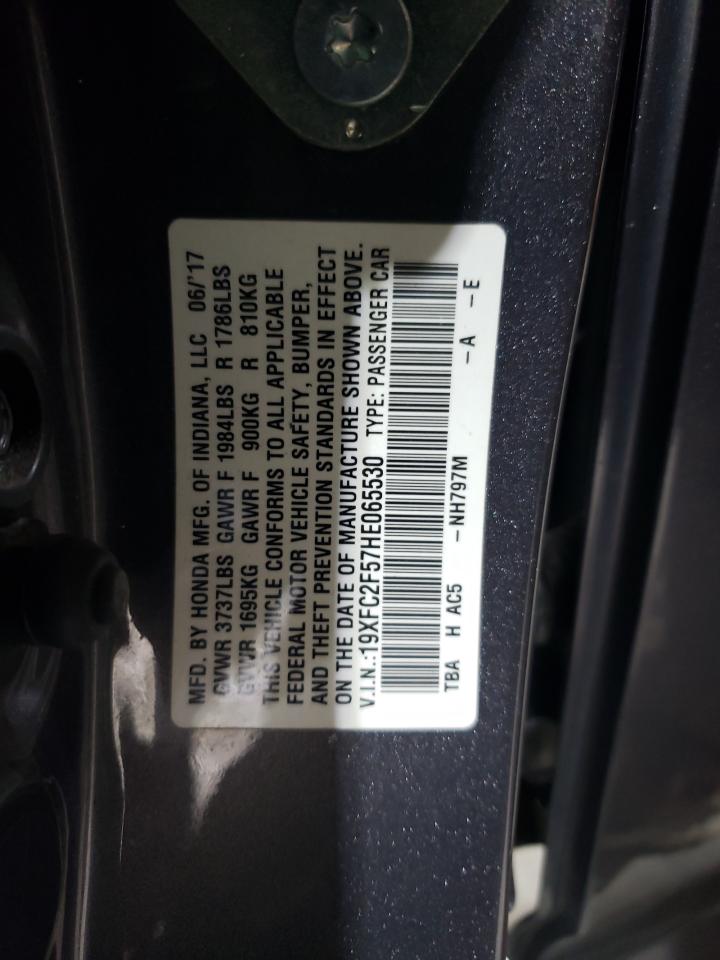 MFD. BY HONDA MFG. OF INDIANA, LLC 06/'17
GVWR 3737LBS GAWR F 1984LBS R 1786LBS
GVWR 1695KG GAWR F 900KG R 810KG
THIS VEHICLE CONFORMS TO ALL APPLICABLE
FEDERAL MOTOR VEHICLE SAFETY, BUMPER,
AND THEFT PREVENTION STANDARDS IN EFFECT
ON THE DATE OF MANUFACTURE SHOWN ABOVE.
V.I.N.:19XFC2F57HE065530 TYPE: PASSENGER CAR
TBA H AC5 -NH797M -A -E